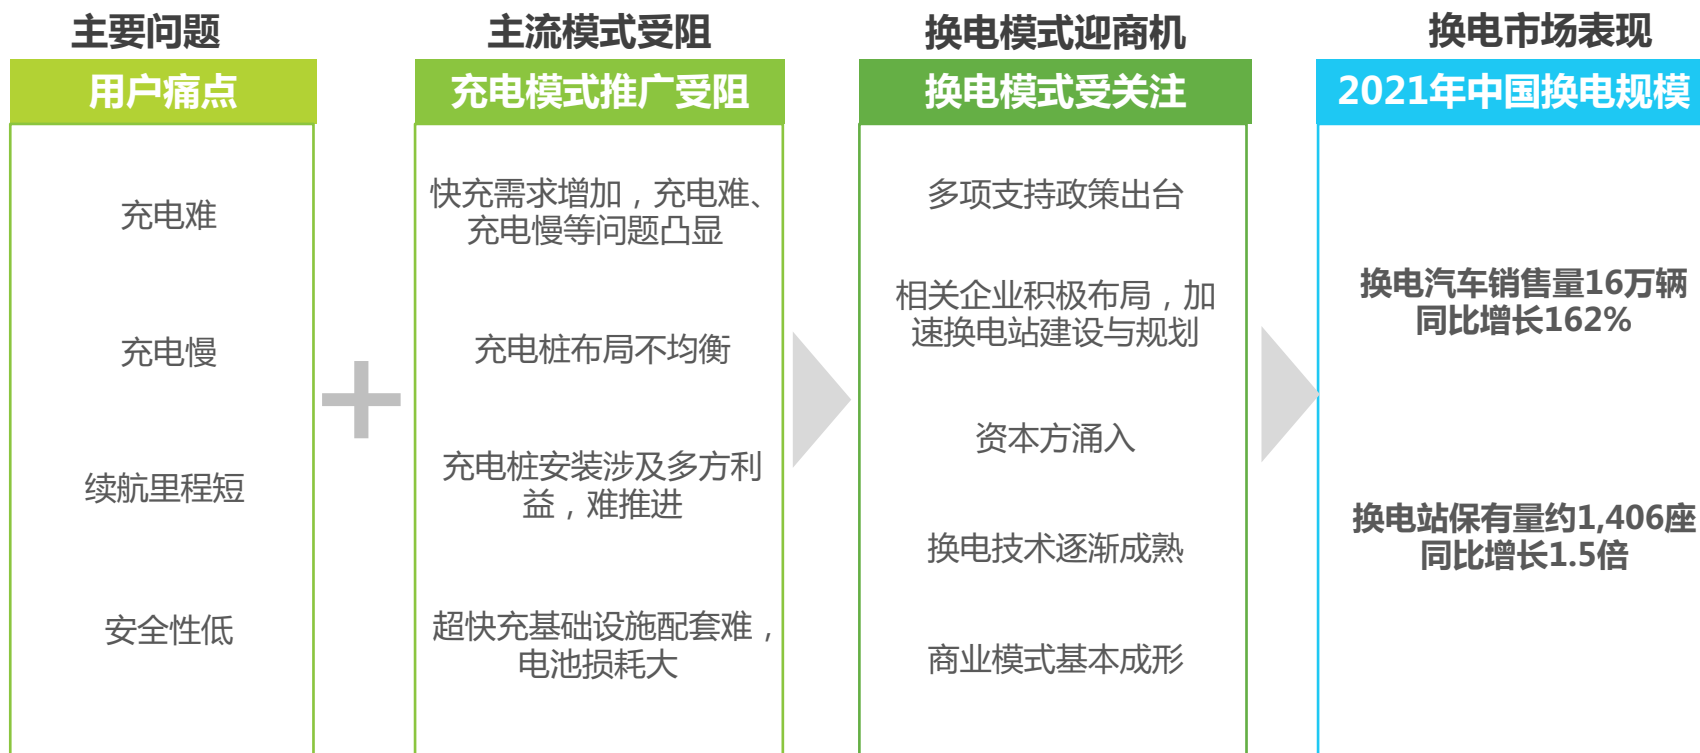 主要问题
用户痛点
充电难
充电慢
续航里程短
安全性低
主流模式受阻
充电模式推广受阻
快充需求增加，充电难、
充电慢等问题凸显
充电桩布局不均衡
充电桩安装涉及多方利
益，难推进
超快充基础设施配套难，
电池损耗大
换电模式迎商机
换电模式受关注
多项支持政策出台
相关企业积极布局，加
速换电站建设与规划
资本方涌入
换电技术逐渐成熟
商业模式基本成形
换电市场表现
2021年中国换电规模
换电汽车销售量16万辆
同比增长162%
换电站保有量约1,406座
同比增长1.5倍